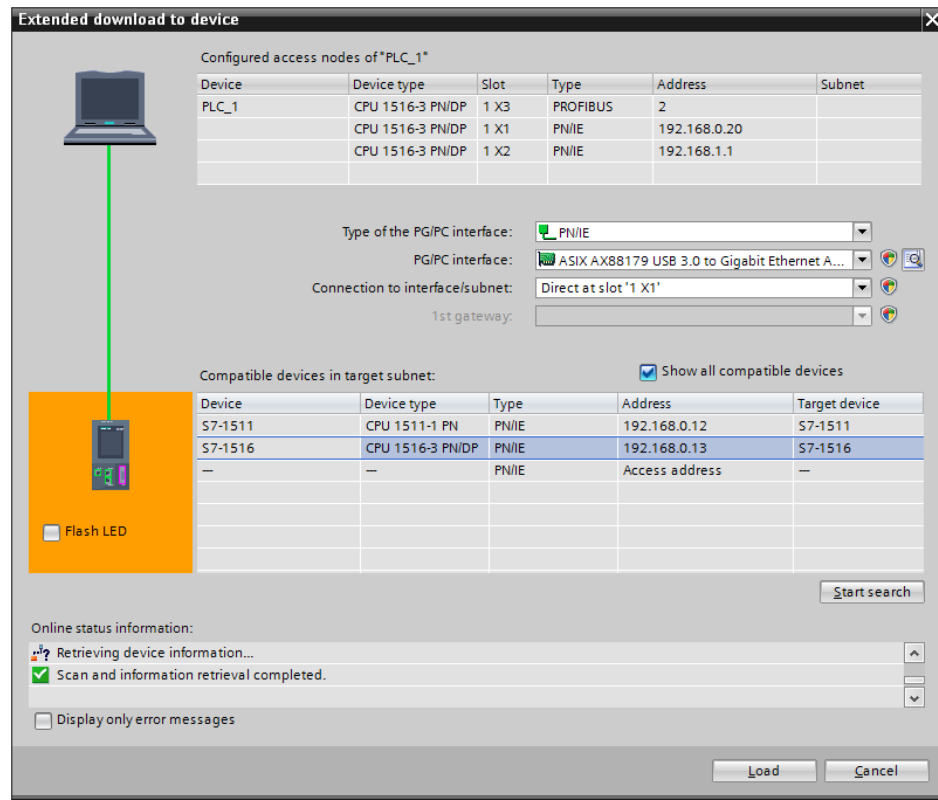 Extended download to device
Configured access nodes of "PLC_1"
Device Device type Slot Type Address Subnet
PLC_1 CPU 1516-3 PN/DP 1 X3 PROFIBUS 2
CPU 1516-3 PN/DP 1 X1 PN/IE 192.168.0.20
CPU 1516-3 PN/DP 1 X2 PN/IE 192.168.1.1
Type of the PG/PC interface: PN/IE
PG/PC interface: ASIX AX88179 USB 3.0 to Gigabit Ethernet A...
Connection to interface/subnet: Direct at slot '1 X1'
1st gateway:
Compatible devices in target subnet: Show all compatible devices
Device Device type Type Address Target device
S7-1511 CPU 1511-1 PN PN/IE 192.168.0.12 S7-1511
S7-1516 CPU 1516-3 PN/DP PN/IE 192.168.0.13 S7-1516
— — PN/IE Access address —
Flash LED
Start search
Online status information:
Retrieving device information...
Scan and information retrieval completed.
Display only error messages
Load Cancel